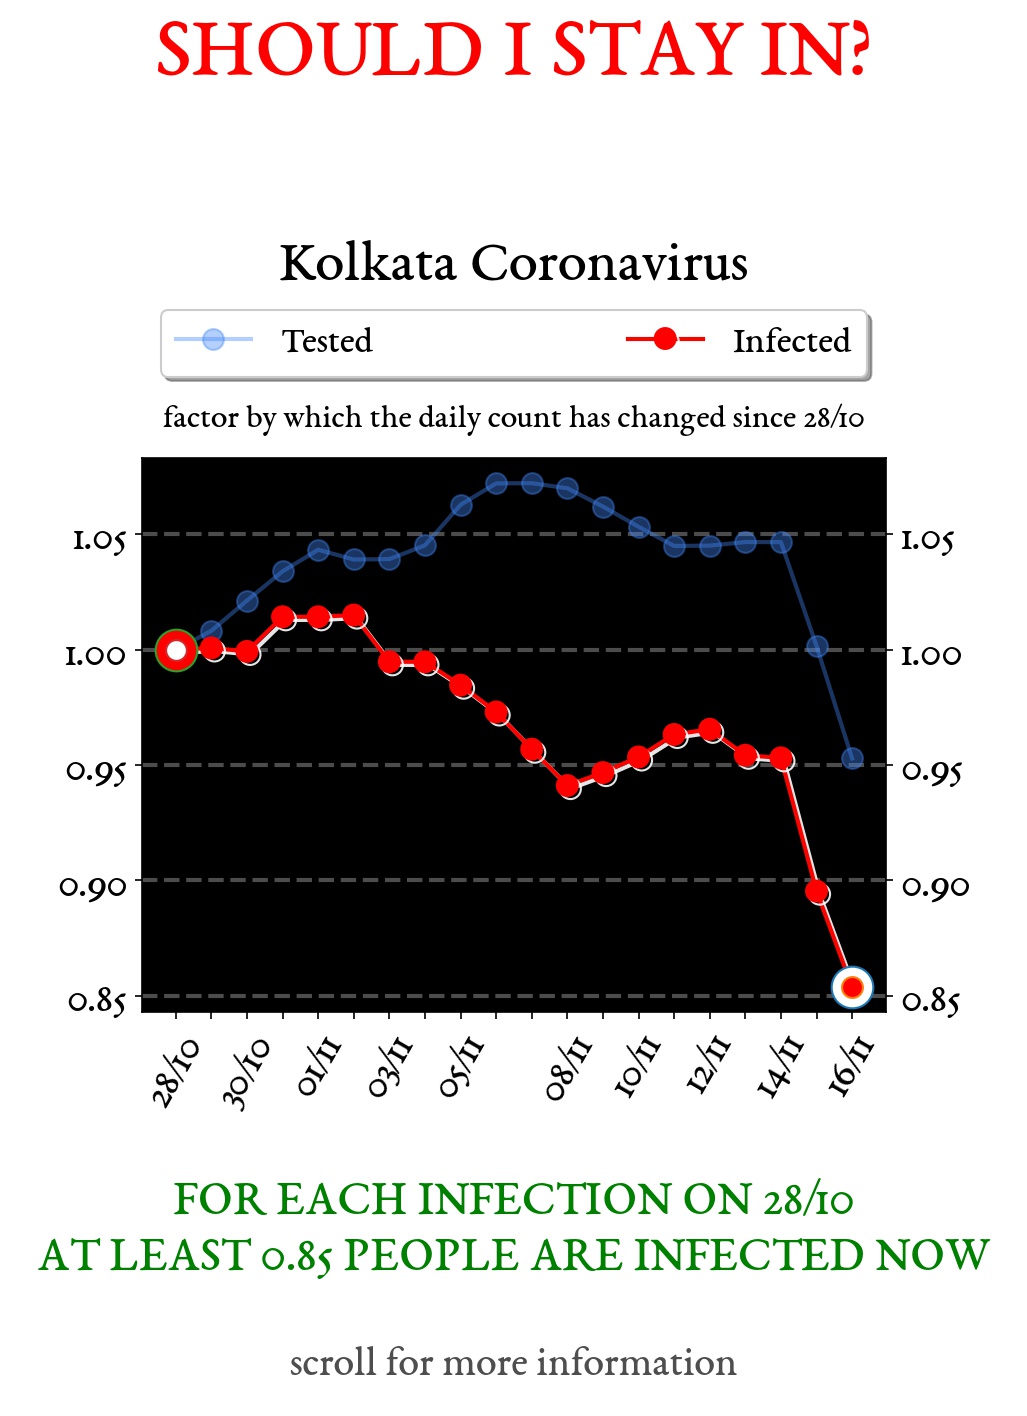 SHOULD I STAY IN?
Kolkata Coronavirus
Tested Infected
factor by which the daily count has changed since 28/10
1.05 1.05
1.00 1.00
0.95 0.95
0.90 0.90
0.85 0.85
28/10 30/10 01/11 03/11 05/11 08/11 10/11 12/11 14/11 16/11
FOR EACH INFECTION ON 28/10
AT LEAST 0.85 PEOPLE ARE INFECTED NOW
scroll for more information